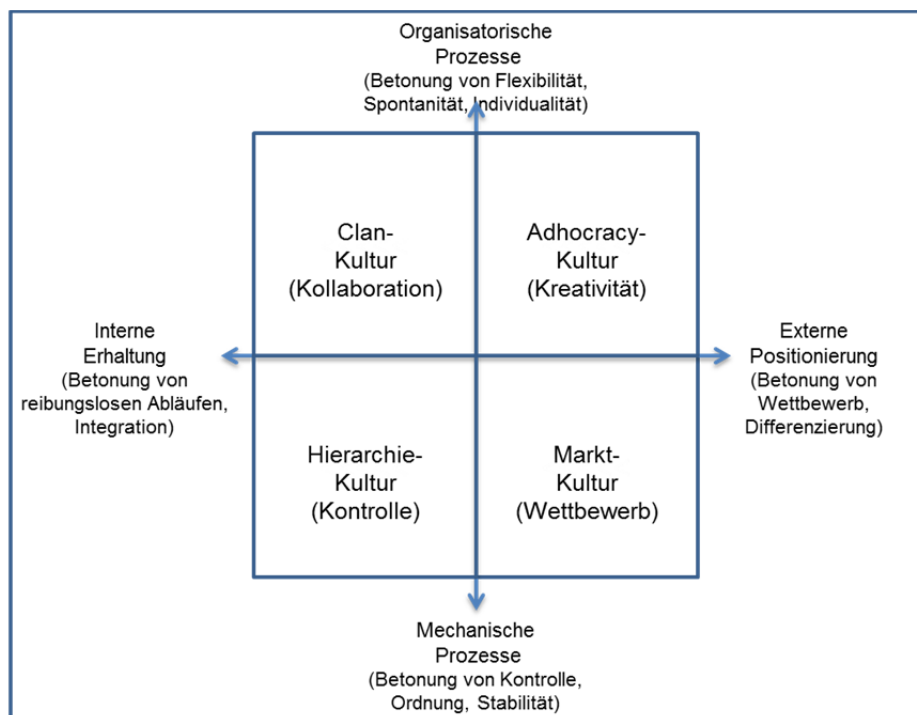 Organisatorische
Prozesse
(Betonung von Flexibilität,
Spontanität, Individualität)
Clan-
Kultur
(Kollaboration)
Adhocracy-
Kultur
(Kreativität)
Interne
Erhaltung
(Betonung von
reibungslosen Abläufen,
Integration)
Externe
Positionierung
(Betonung von
Wettbewerb,
Differenzierung)
Hierarchie-
Kultur
(Kontrolle)
Markt-
Kultur
(Wettbewerb)
Mechanische
Prozesse
(Betonung von Kontrolle,
Ordnung, Stabilität)